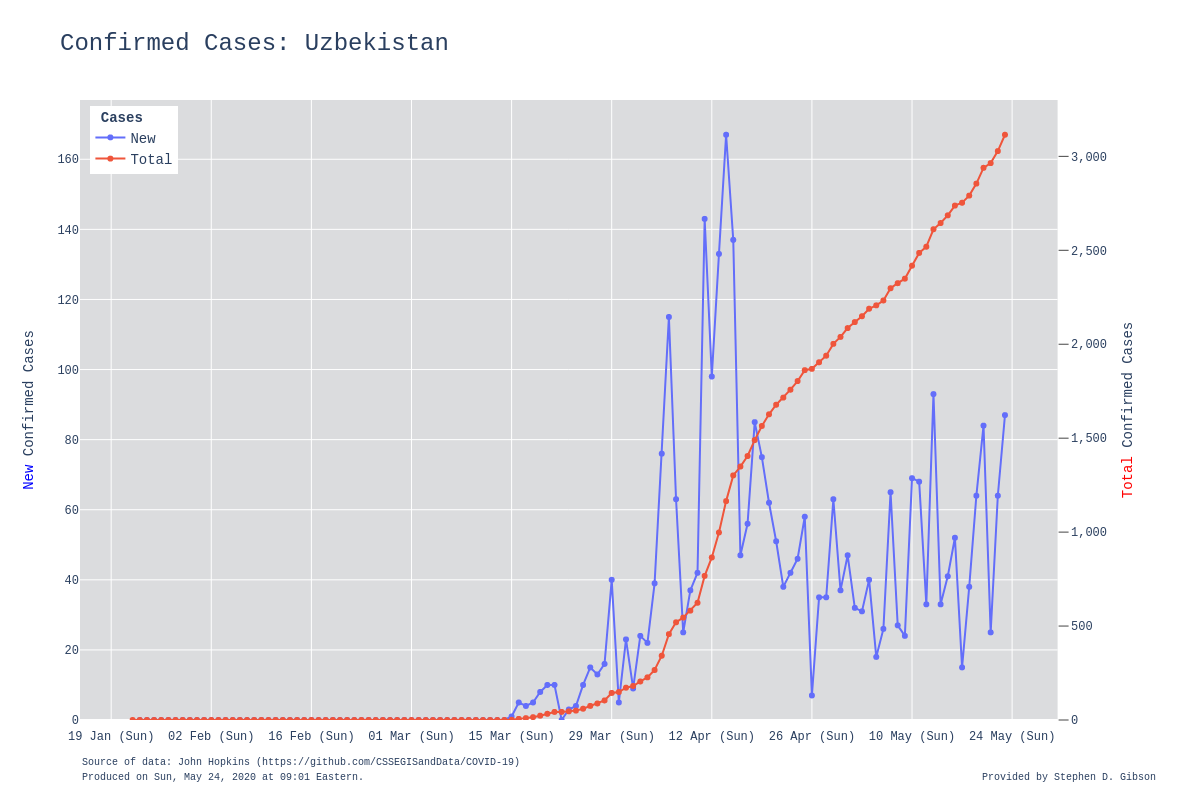 Confirmed Cases: Uzbekistan
Cases
New
Total
160
140
120
100
80
60
40
20
0
3,000
2,500
2,000
1,500
1,000
500
0
New Confirmed Cases
Total Confirmed Cases
19 Jan (Sun) 02 Feb (Sun) 16 Feb (Sun) 01 Mar (Sun) 15 Mar (Sun) 29 Mar (Sun) 12 Apr (Sun) 26 Apr (Sun) 10 May (Sun) 24 May (Sun)
Source of data: John Hopkins (https://github.com/CSSEGISandData/COVID-19)
Produced on Sun, May 24, 2020 at 09:01 Eastern.
Provided by Stephen D. Gibson